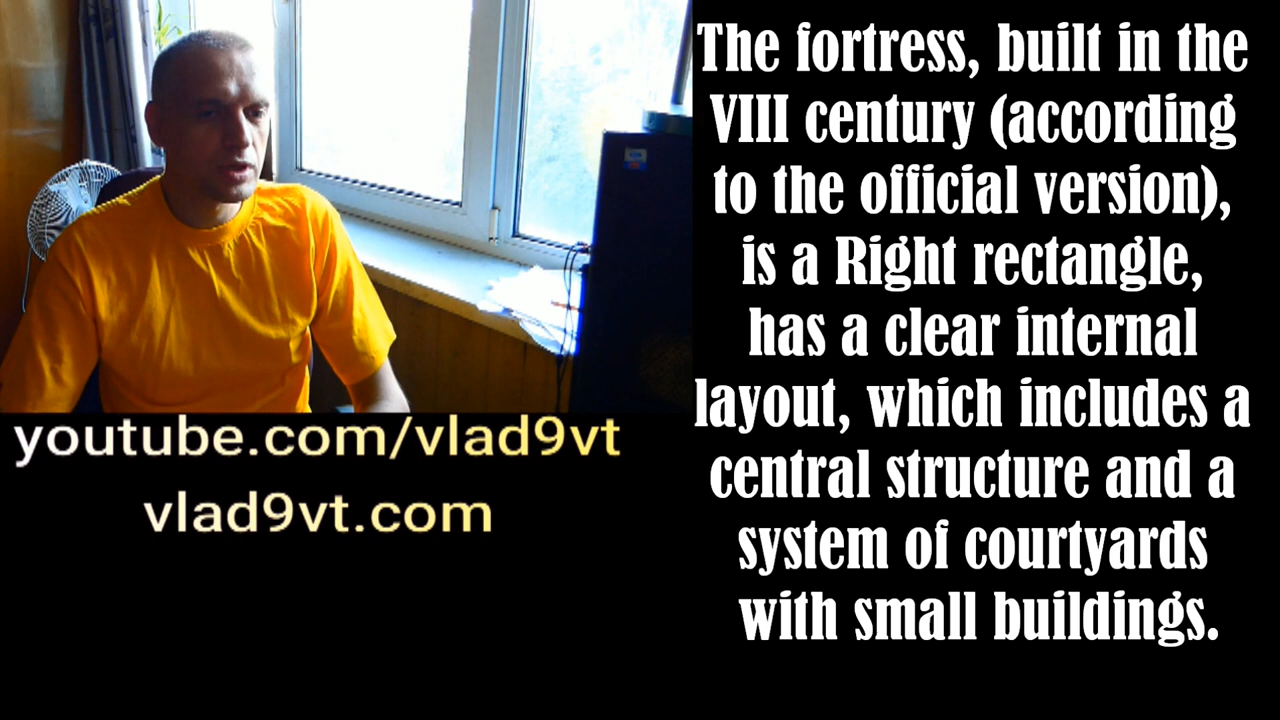 The fortress, built in the
VIII century (according
to the official version),
is a Right rectangle,
has a clear internal
layout, which includes a
central structure and a
system of courtyards
with small buildings.
youtube.com/vlad9vt
vlad9vt.com